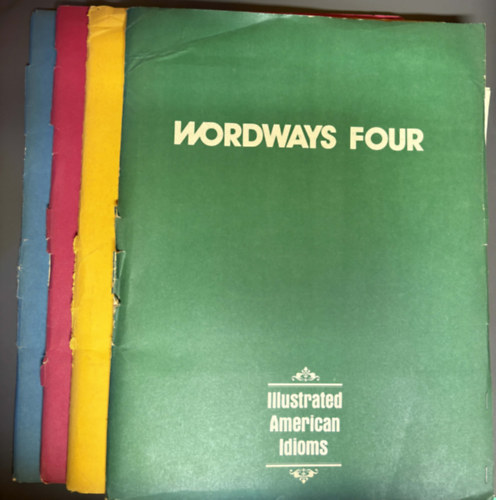 WORDWAYS FOUR
Illustrated
American
Idioms